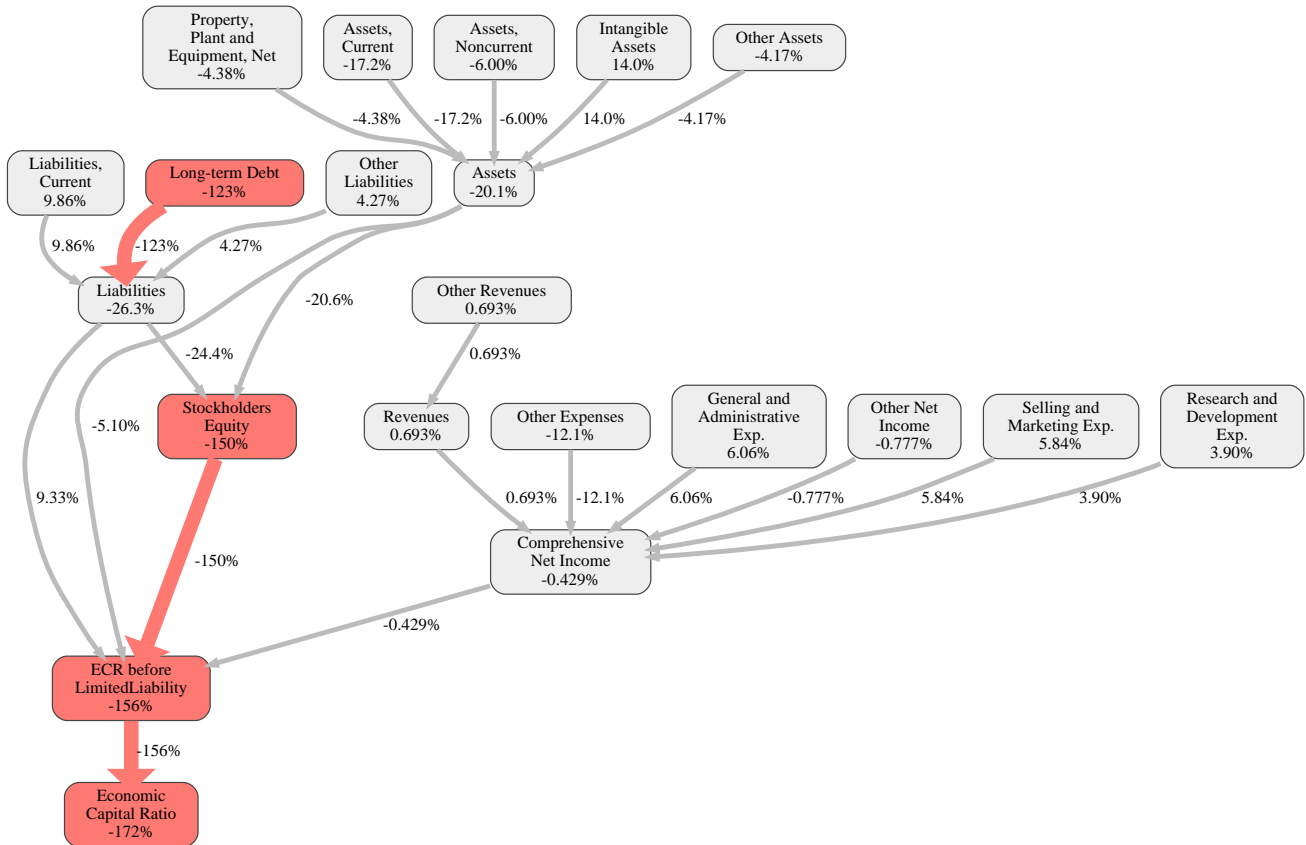 Property,
Plant and
Equipment, Net
-4.38%
Assets,
Current
-17.2%
Assets,
Noncurrent
-6.00%
Intangible
Assets
14.0%
Other Assets
-4.17%
-4.38%
-17.2%
-6.00%
14.0%
-4.17%
Liabilities,
Current
9.86%
Long-term Debt
-123%
Other
Liabilities
4.27%
Assets
-20.1%
9.86%
-123%
4.27%
Liabilities
-26.3%
-20.6%
Other Revenues
0.693%
-24.4%
0.693%
Stockholders
Equity
-150%
-5.10%
Revenues
0.693%
Other Expenses
-12.1%
General and
Administrative
Exp.
6.06%
Other Net
Income
-0.777%
Selling and
Marketing Exp.
5.84%
Research and
Development
Exp.
3.90%
9.33%
0.693%
-12.1%
6.06%
-0.777%
5.84%
3.90%
-150%
Comprehensive
Net Income
-0.429%
-0.429%
ECR before
LimitedLiability
-156%
-156%
Economic
Capital Ratio
-172%